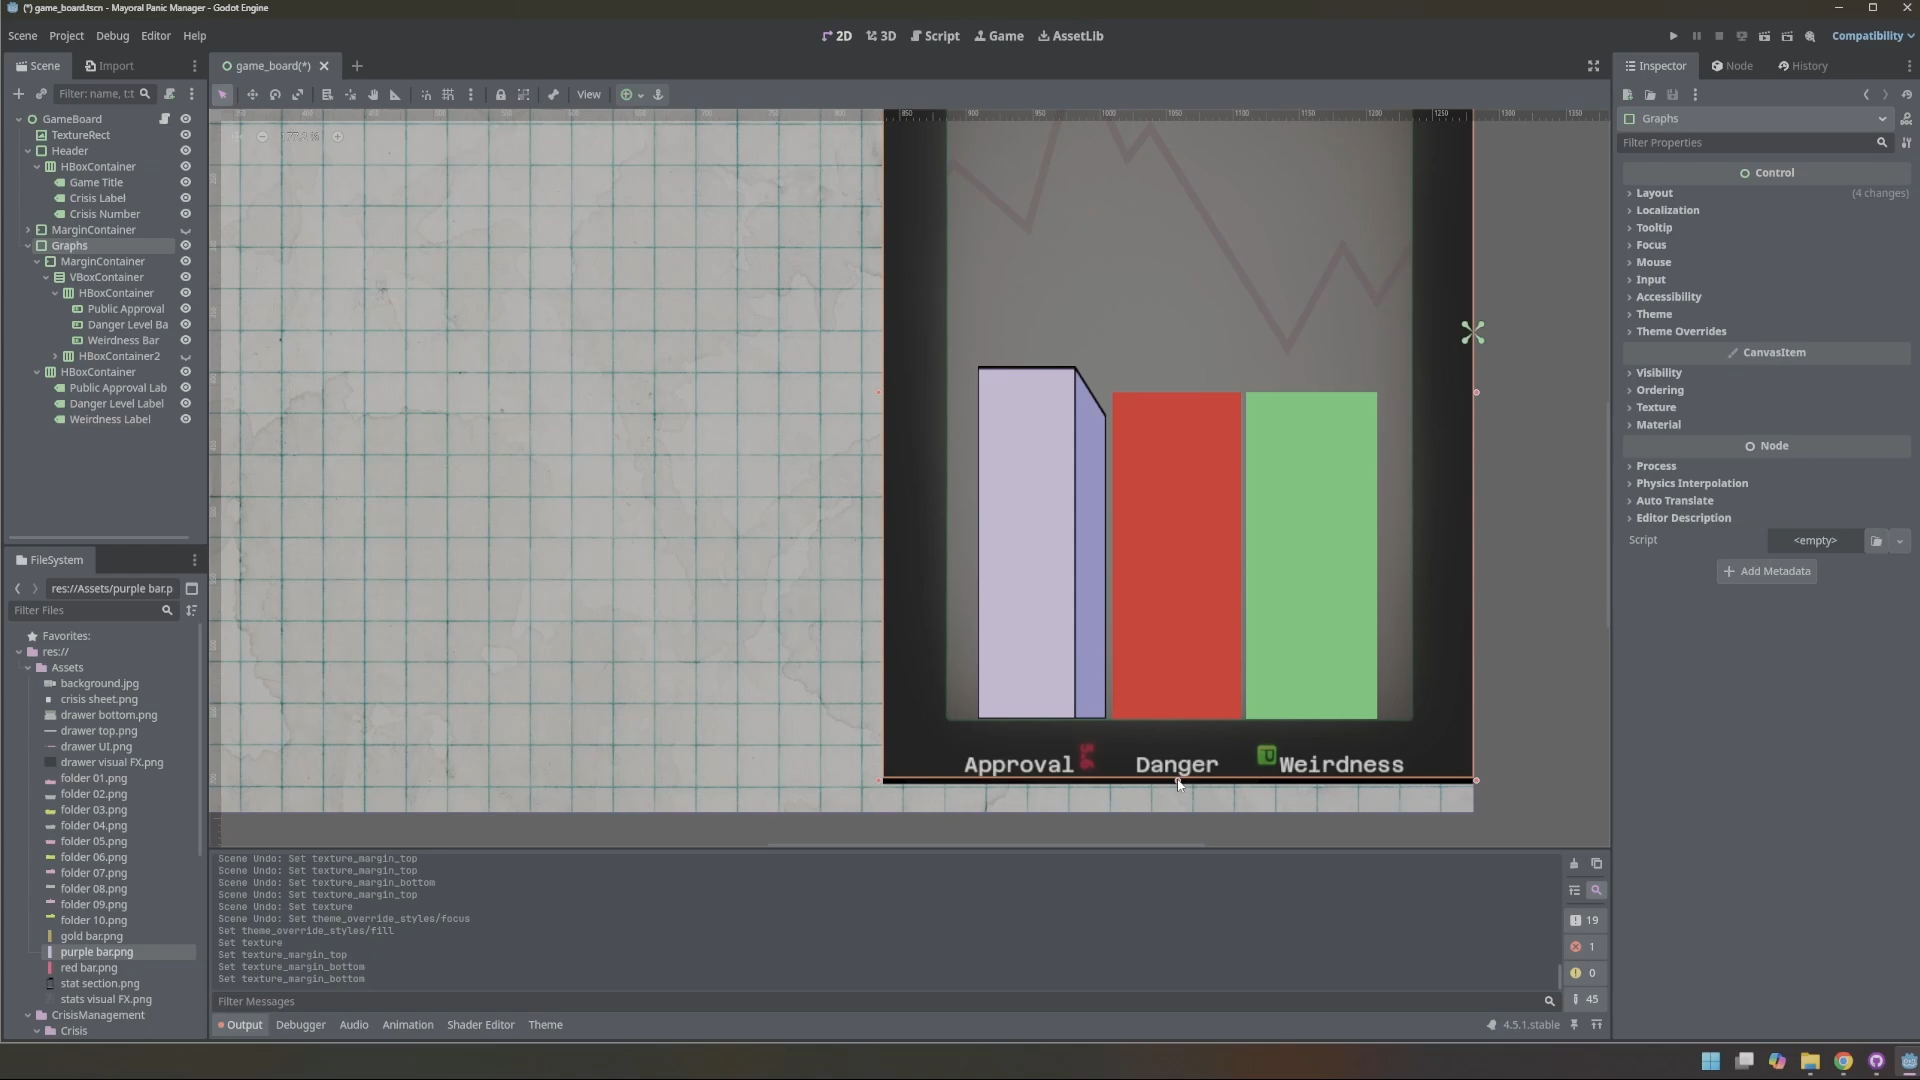 (*) game_board.tscn - Mayoral Panic Manager - Godot Engine
Scene Project Debug Editor Help
2D 3D Script Game AssetLib
Compatibility
Scene Import
game_board(*)
Inspector Node History
Filter: name, t:t
View
GameBoard
TextureRect
Header
HBoxContainer
Game Title
Crisis Label
Crisis Number
MarginContainer
Graphs
MarginContainer
VBoxContainer
HBoxContainer
Public Approval
Danger Level Ba
Weirdness Bar
HBoxContainer2
HBoxContainer
Public Approval Lab
Danger Level Label
Weirdness Label
FileSystem
res://Assets/purple bar.p
Filter Files
Favorites:
res://
Assets
background.jpg
crisis sheet.png
drawer bottom.png
drawer top.png
drawer UI.png
drawer visual FX.png
folder 01.png
folder 02.png
folder 03.png
folder 04.png
folder 05.png
folder 06.png
folder 07.png
folder 08.png
folder 09.png
folder 10.png
gold bar.png
purple bar.png
red bar.png
stat section.png
stats visual FX.png
CrisisManagement
Crisis
850 900 950 1000 1050 1100 1150 1200 1250 1300 1350
Approval Danger Weirdness
Scene Undo: Set texture_margin_top
Scene Undo: Set texture_margin_top
Scene Undo: Set texture_margin_bottom
Scene Undo: Set texture_margin_top
Scene Undo: Set texture
Scene Undo: Set theme_override_styles/focus
Set theme_override_styles/fill
Set texture
Set texture_margin_top
Set texture_margin_bottom
Set texture_margin_bottom
Filter Messages
19
1
0
45
Output Debugger Audio Animation Shader Editor Theme
4.5.1.stable
Graphs
Filter Properties
Control
Layout (4 changes)
Localization
Tooltip
Focus
Mouse
Input
Accessibility
Theme
Theme Overrides
CanvasItem
Visibility
Ordering
Texture
Material
Node
Process
Physics Interpolation
Auto Translate
Editor Description
Script <empty>
Add Metadata